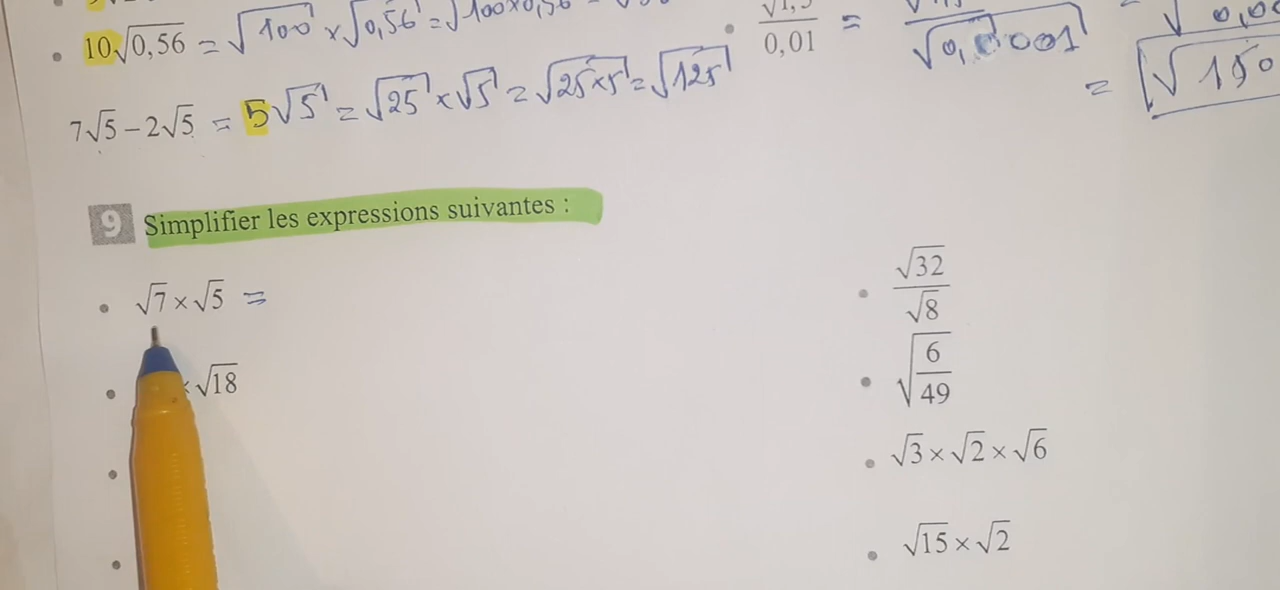 10√0,56 = √100 × √0,56 = √100×0,56
7√5 − 2√5 = 5√5 = √25 × √5 = √25×5 = √125
0,01 =
= √150
9 Simplifier les expressions suivantes :
• √7 × √5 =
√18
• √32/√8
• √(6/49)
• √3 × √2 × √6
• √15 × √2